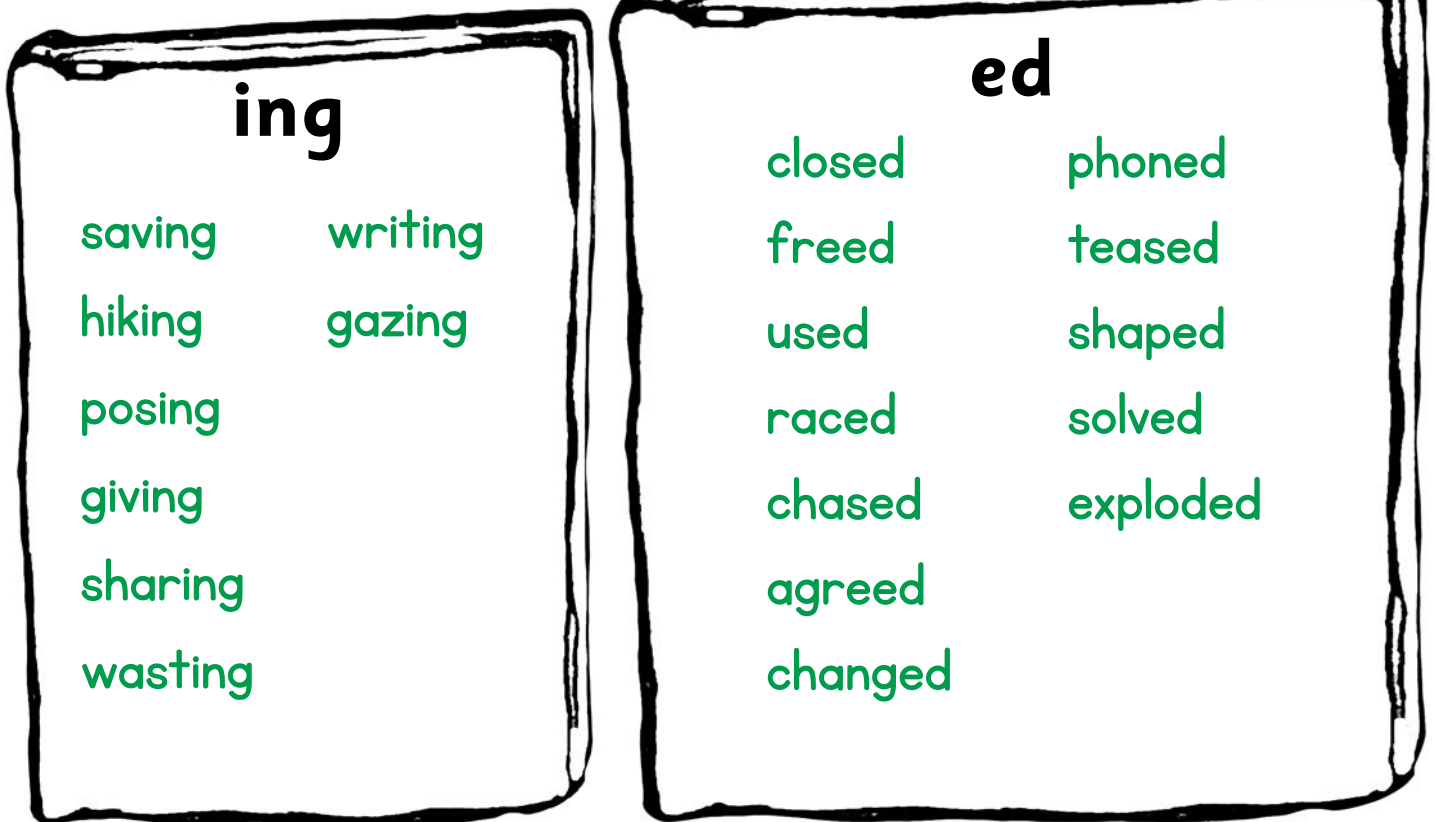 ing
saving writing
hiking gazing
posing
giving
sharing
wasting
ed
closed phoned
freed teased
used shaped
raced solved
chased exploded
agreed
changed